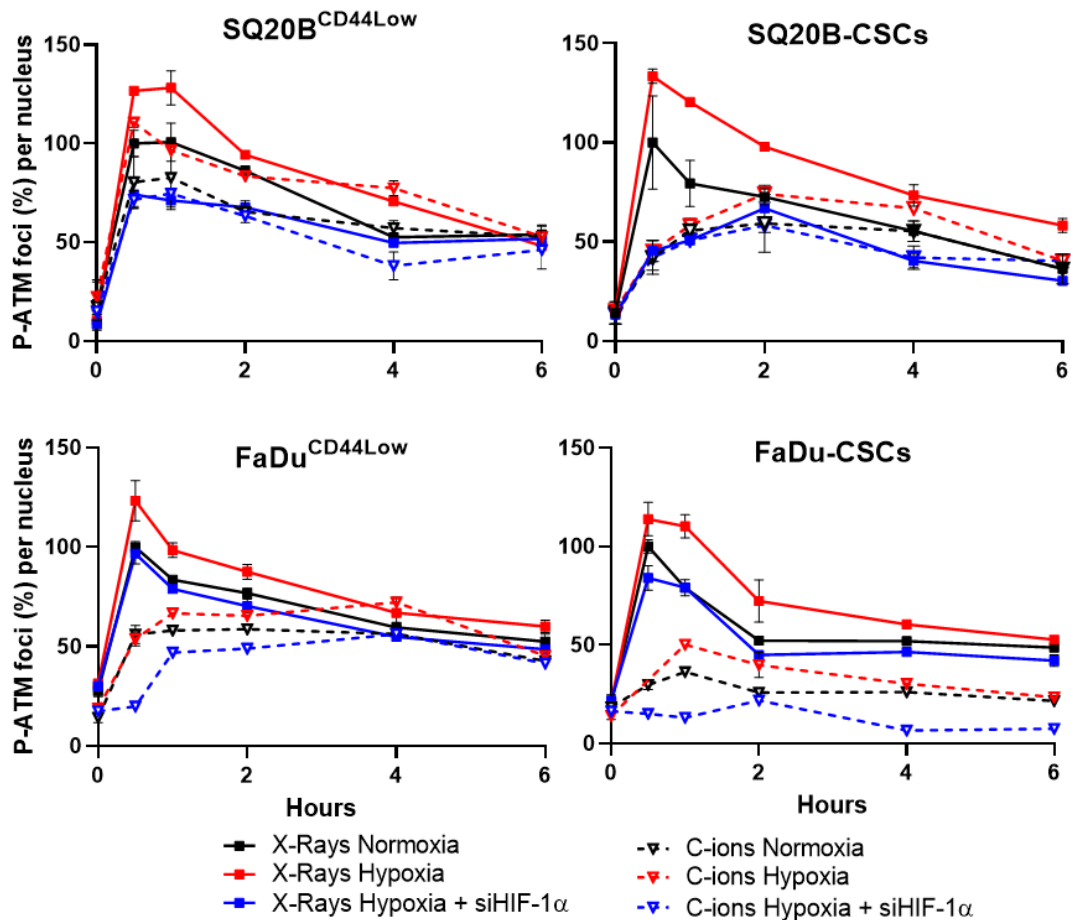 SQ20B^CD44Low
P-ATM foci (%) per nucleus
150
100
50
0
0 2 4 6
SQ20B-CSCs
150
100
50
0
0 2 4 6
FaDu^CD44Low
P-ATM foci (%) per nucleus
150
100
50
0
0 2 4 6
Hours
FaDu-CSCs
150
100
50
0
0 2 4 6
Hours
X-Rays Normoxia
X-Rays Hypoxia
X-Rays Hypoxia + siHIF-1α
C-ions Normoxia
C-ions Hypoxia
C-ions Hypoxia + siHIF-1α